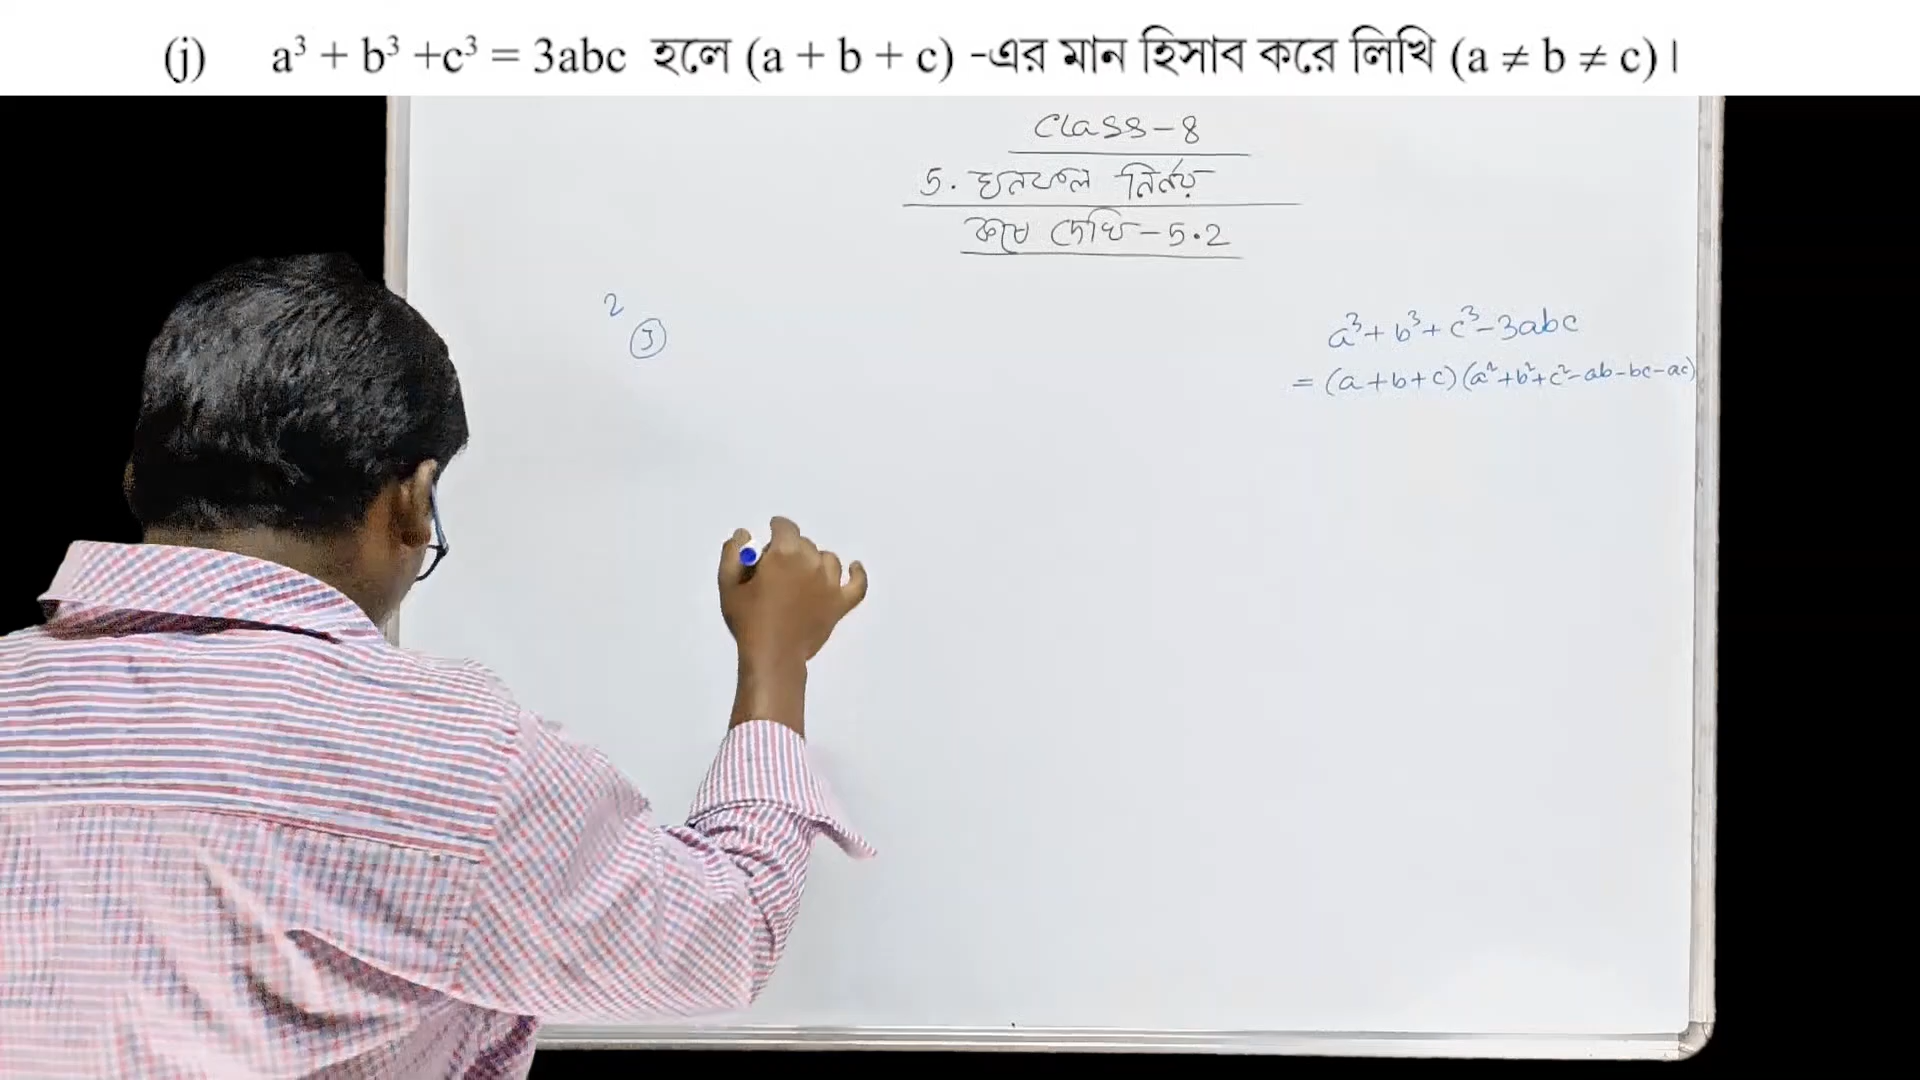 (j) a³ + b³ +c³ = 3abc হলে (a + b + c) -এর মান হিসাব করে লিখি (a ≠ b ≠ c)।
Class-8
5. ঘনফল নির্ণয়
কষে দেখি-5.2
2
(J)
a³+ b³+ c³-3abc
= (a+b+c) (a²+b²+c²-ab-bc-ac)